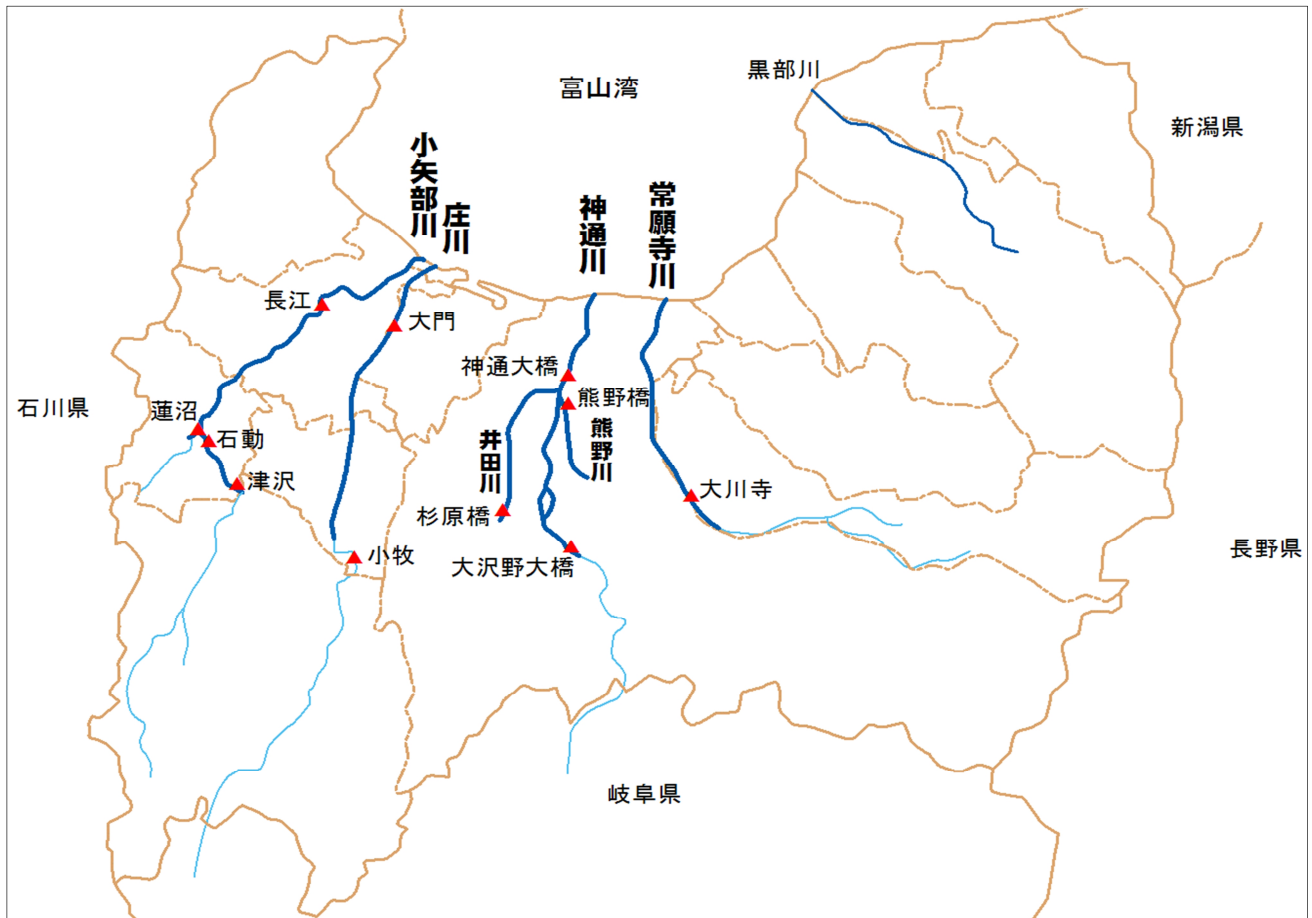 黒部川
富山湾
新潟県
小矢部川
庄川
神通川
常願寺川
長江
大門
神通大橋
熊野橋
石川県
蓮沼
石動
井田川
熊野川
津沢
大川寺
杉原橋
小牧
大沢野大橋
長野県
岐阜県